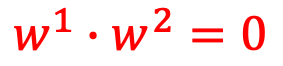 w¹ · w² = 0